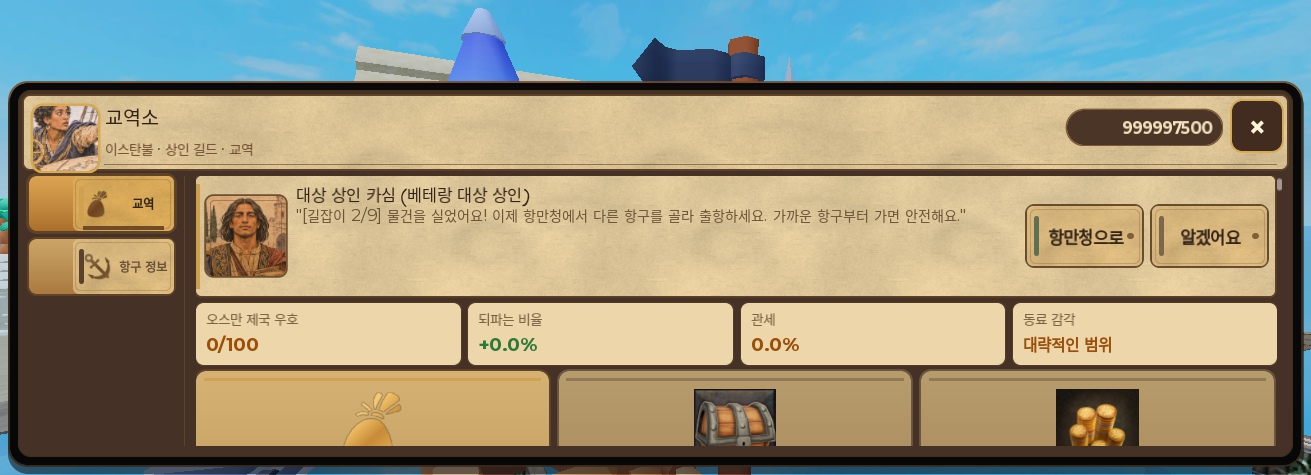 교역소
이스탄불 · 상인 길드 · 교역
999997500
×
교역
항구 정보
대상 상인 카심 (베테랑 대상 상인)
"[길잡이 2/9] 물건을 실었어요! 이제 항만청에서 다른 항구를 골라 출항하세요. 가까운 항구부터 가면 안전해요."
항만청으로
알겠어요
오스만 제국 우호
0/100
되파는 비율
+0.0%
관세
0.0%
동료 감각
대략적인 범위